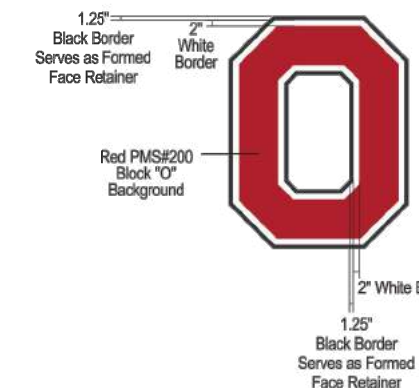 1.25"
Black Border
Serves as Formed
Face Retainer
2"
White
Border
Red PMS#200
Block "O"
Background
O
2" White
1.25"
Black Border
Serves as Formed
Face Retainer